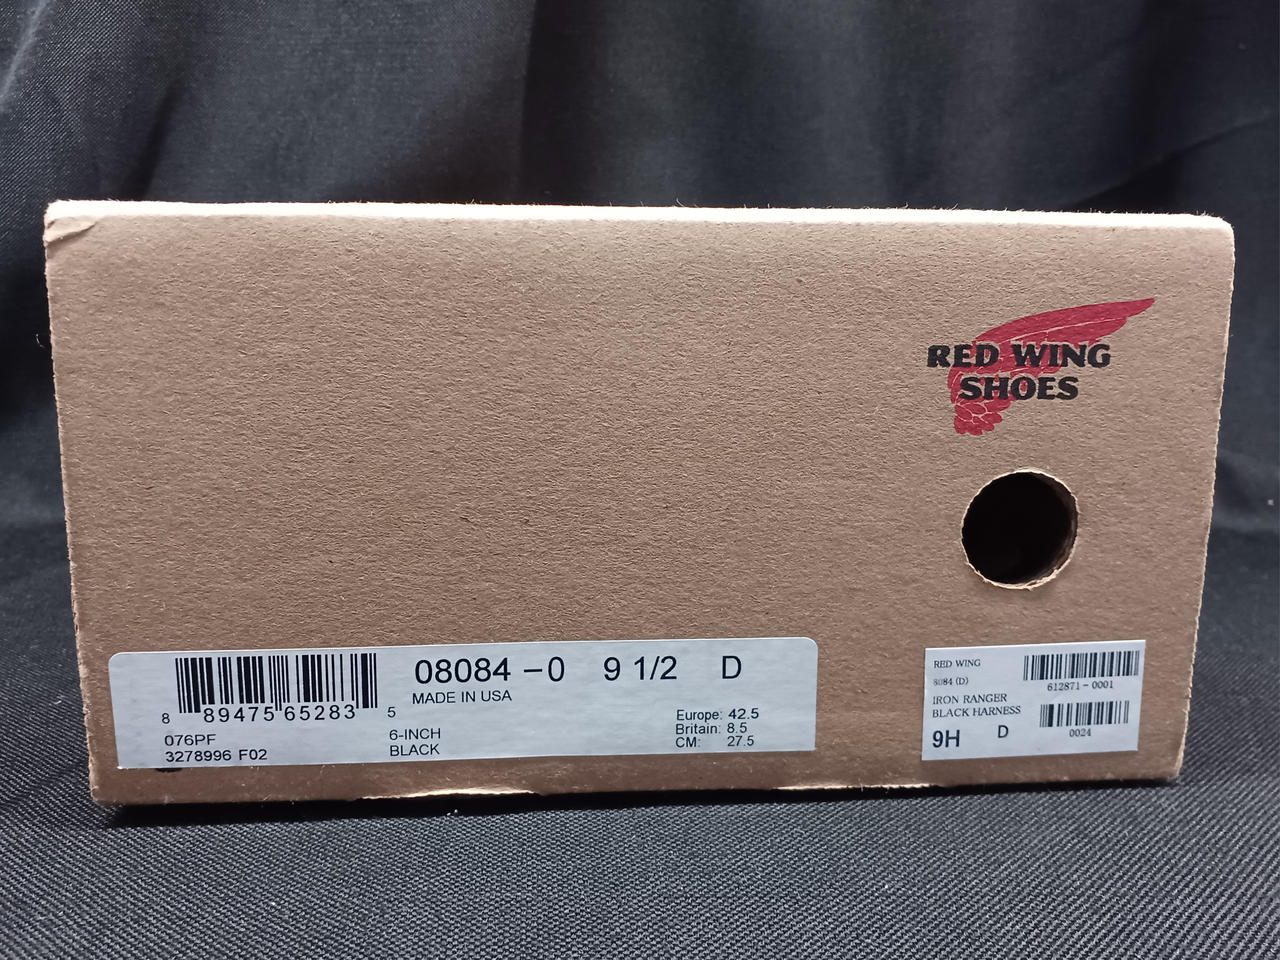 RED WING
SHOES
08084 – 0 9 1/2 D
MADE IN USA
8 89475 65283 5
076PF
3278996 F02
6-INCH
BLACK
Europe: 42.5
Britain: 8.5
CM: 27.5
RED WING
8084 (D)
612871-0001
IRON RANGER
BLACK HARNESS
9H D
0024